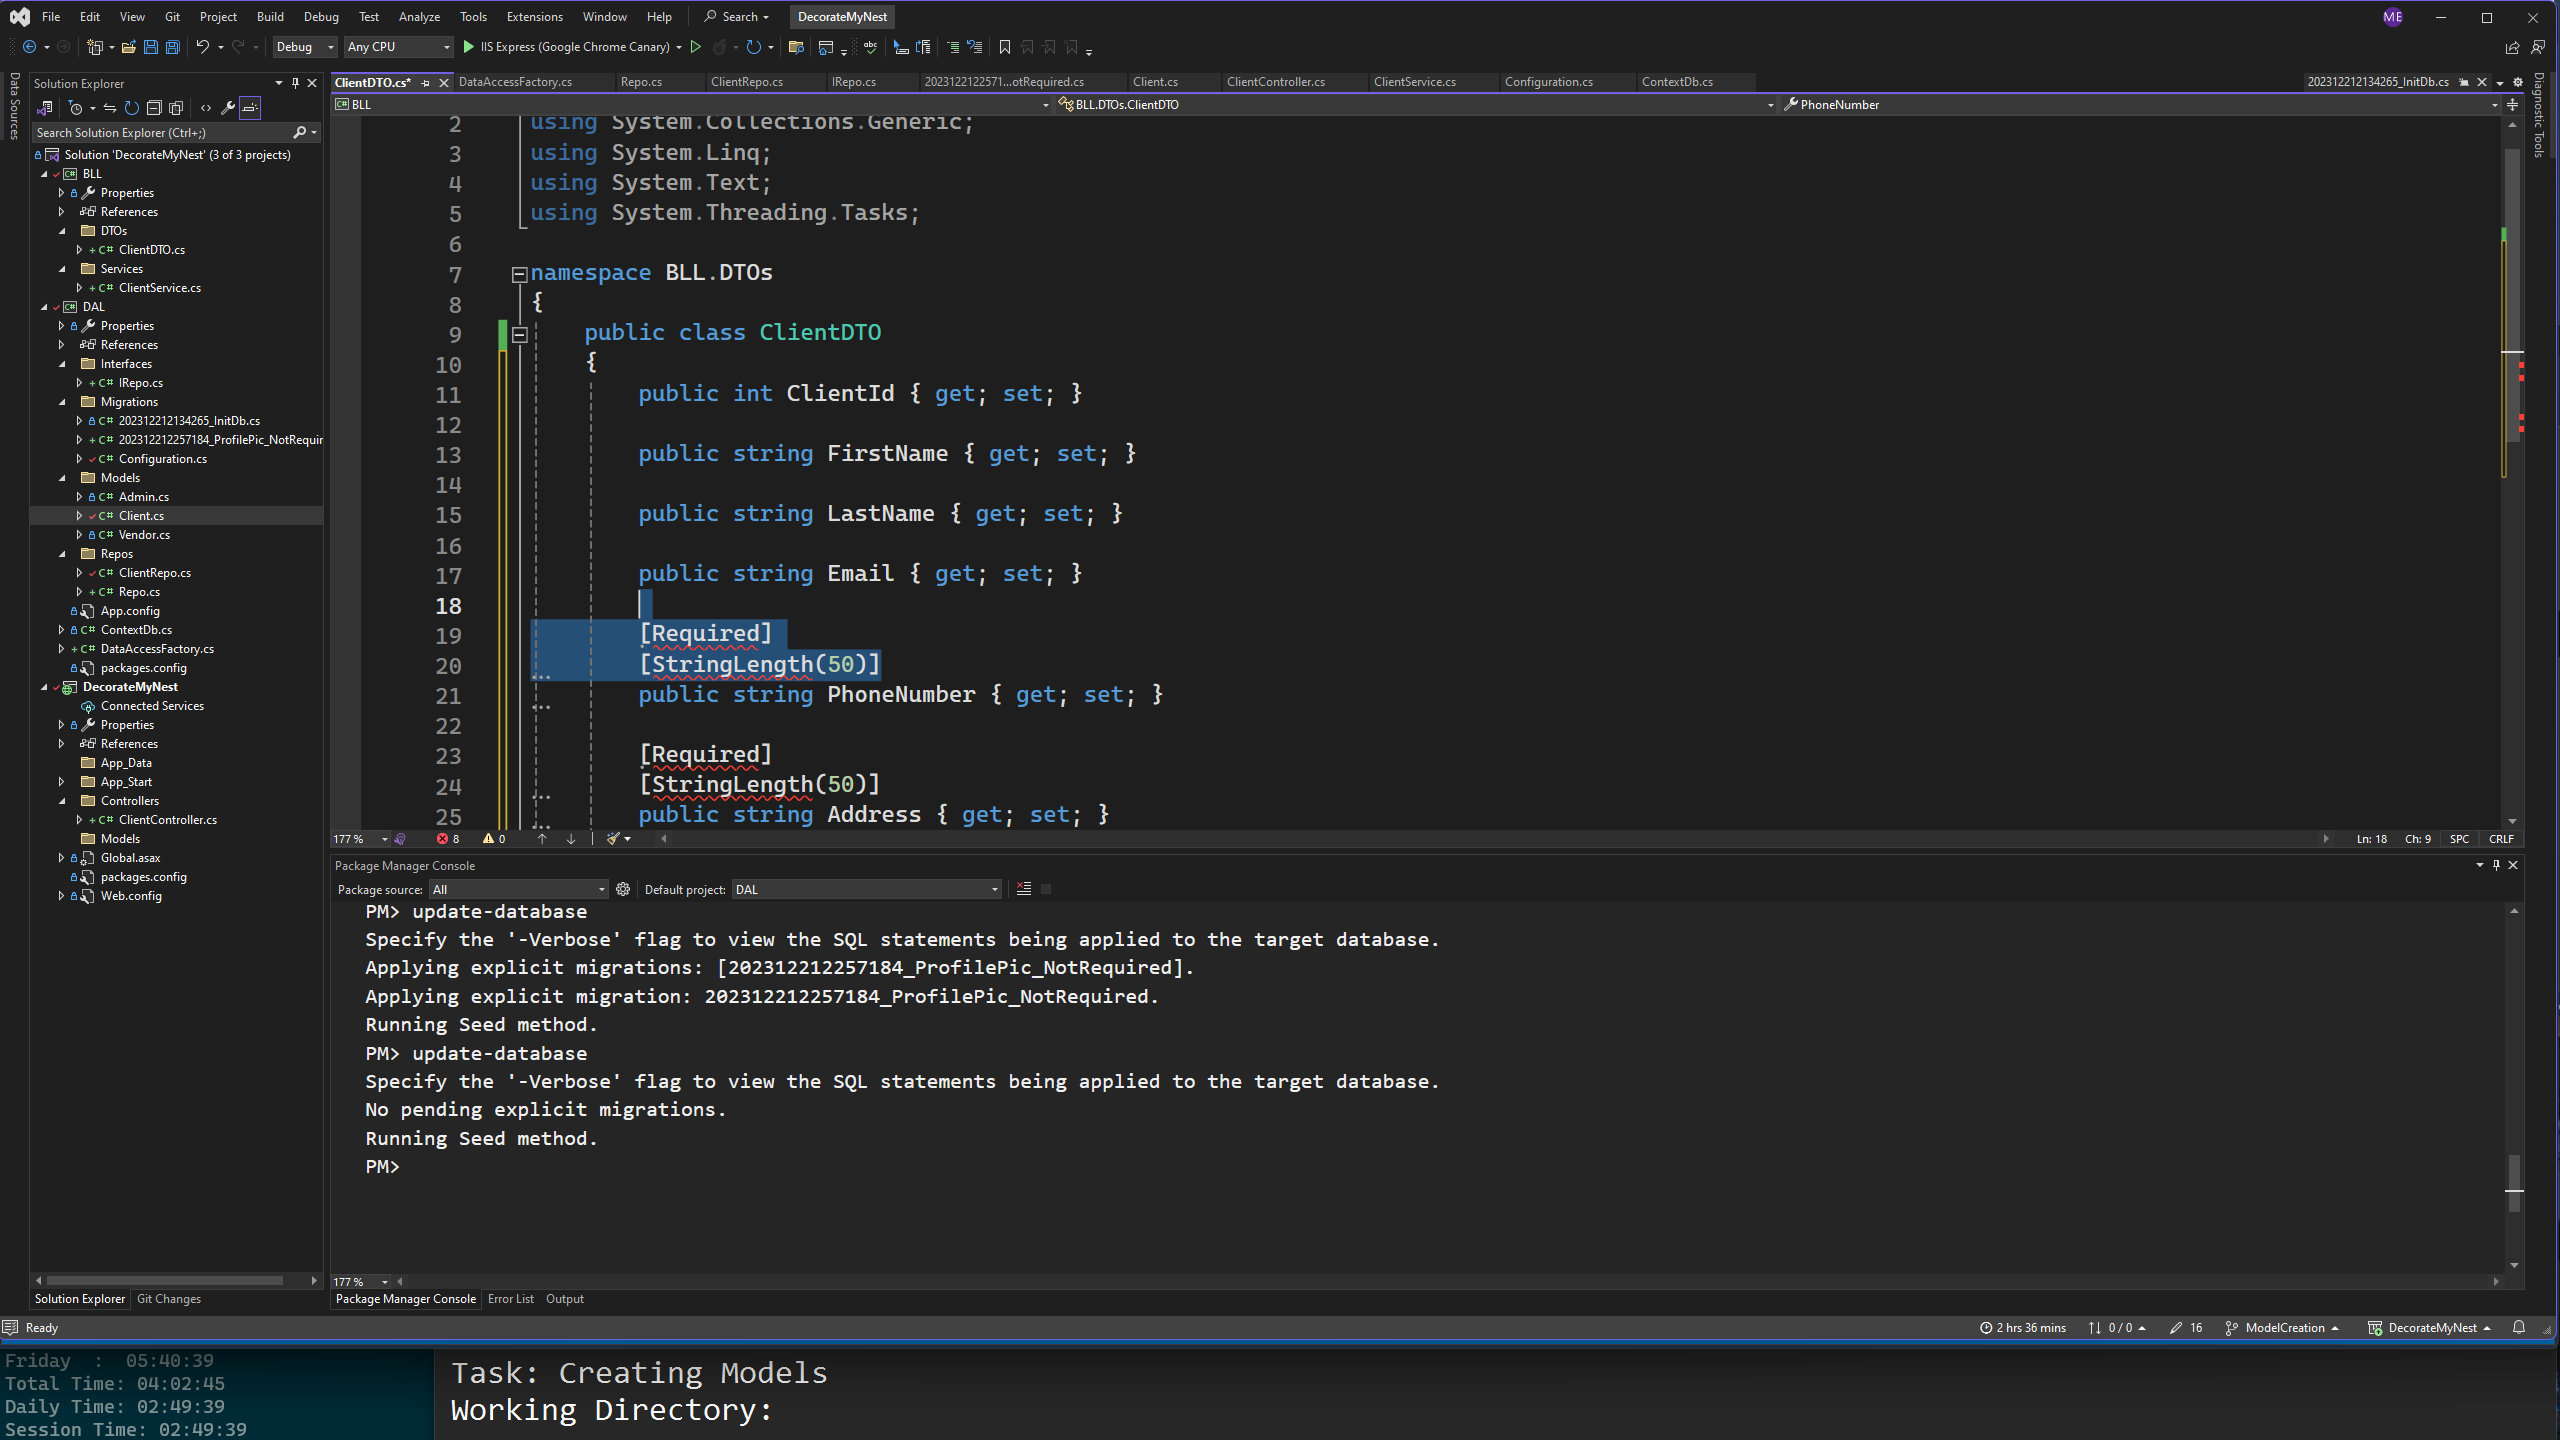 File Edit View Git Project Build Debug Test Analyze Tools Extensions Window Help Search DecorateMyNest ME
Debug Any CPU IIS Express (Google Chrome Canary)
Data Sources
Solution Explorer
Search Solution Explorer (Ctrl+;)
Solution 'DecorateMyNest' (3 of 3 projects)
BLL
Properties
References
DTOs
C# ClientDTO.cs
Services
C# ClientService.cs
DAL
Properties
References
Interfaces
C# IRepo.cs
Migrations
C# 202312212134265_InitDb.cs
C# 202312212257184_ProfilePic_NotRequir
C# Configuration.cs
Models
C# Admin.cs
C# Client.cs
C# Vendor.cs
Repos
C# ClientRepo.cs
C# Repo.cs
App.config
C# ContextDb.cs
C# DataAccessFactory.cs
packages.config
DecorateMyNest
Connected Services
Properties
References
App_Data
App_Start
Controllers
C# ClientController.cs
Models
Global.asax
packages.config
Web.config
Solution Explorer Git Changes
ClientDTO.cs* DataAccessFactory.cs Repo.cs ClientRepo.cs IRepo.cs 2023122122571...otRequired.cs Client.cs ClientController.cs ClientService.cs Configuration.cs ContextDb.cs 202312212134265_InitDb.cs
Diagnostic Tools
BLL BLL.DTOs.ClientDTO PhoneNumber
2 using System.Collections.Generic;
3 using System.Linq;
4 using System.Text;
5 using System.Threading.Tasks;
6
7 namespace BLL.DTOs
8 {
9 public class ClientDTO
10 {
11 public int ClientId { get; set; }
12
13 public string FirstName { get; set; }
14
15 public string LastName { get; set; }
16
17 public string Email { get; set; }
18
19 [Required]
20 [StringLength(50)]
21 public string PhoneNumber { get; set; }
22
23 [Required]
24 [StringLength(50)]
25 public string Address { get; set; }
177 % 8 0 Ln: 18 Ch: 9 SPC CRLF
Package Manager Console
Package source: All Default project: DAL
PM> update-database
Specify the '-Verbose' flag to view the SQL statements being applied to the target database.
Applying explicit migrations: [202312212257184_ProfilePic_NotRequired].
Applying explicit migration: 202312212257184_ProfilePic_NotRequired.
Running Seed method.
PM> update-database
Specify the '-Verbose' flag to view the SQL statements being applied to the target database.
No pending explicit migrations.
Running Seed method.
PM>
177 %
Package Manager Console Error List Output
Ready 2 hrs 36 mins 0 / 0 16 ModelCreation DecorateMyNest
Friday : 05:40:39
Total Time: 04:02:45
Daily Time: 02:49:39
Session Time: 02:49:39
Task: Creating Models
Working Directory: